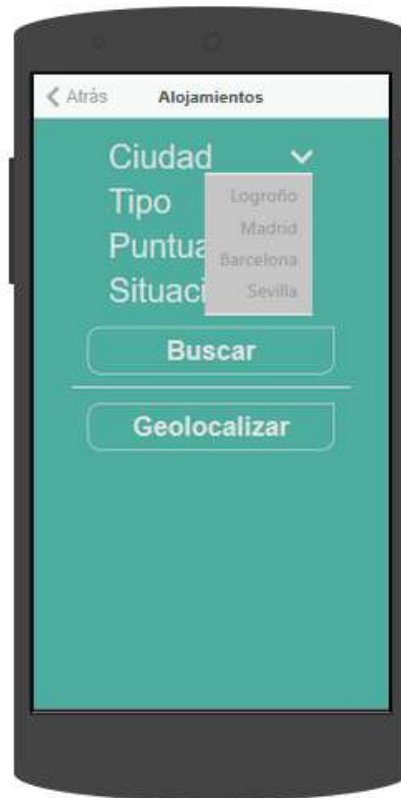 Atrás Alojamientos
Ciudad
Tipo
Puntua
Situaci
Logroño
Madrid
Barcelona
Sevilla
Buscar
Geolocalizar